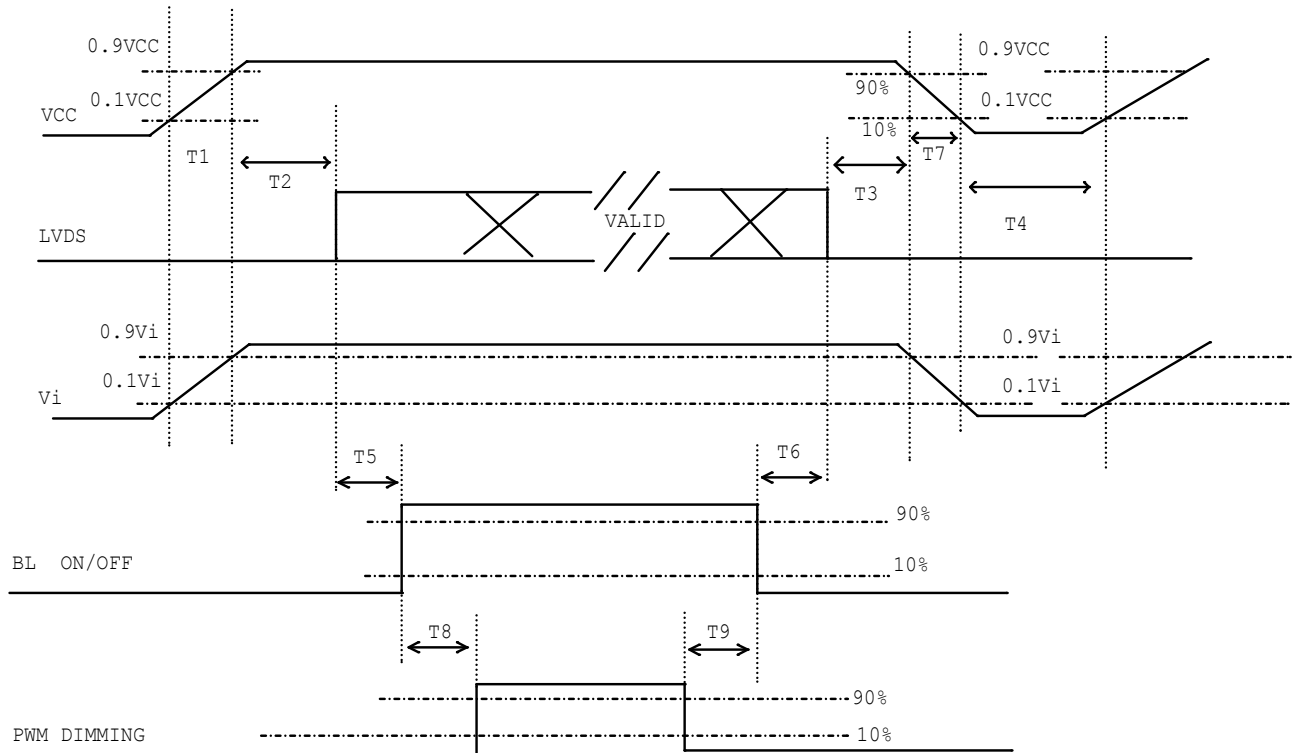 0.9VCC
0.9VCC
90%
0.1VCC
0.1VCC
VCC
10%
T1
T7
T2
T3
VALID
T4
LVDS
0.9Vi
0.9Vi
0.1Vi
0.1Vi
Vi
T5
T6
90%
BL ON/OFF
10%
T8
T9
90%
PWM DIMMING
10%